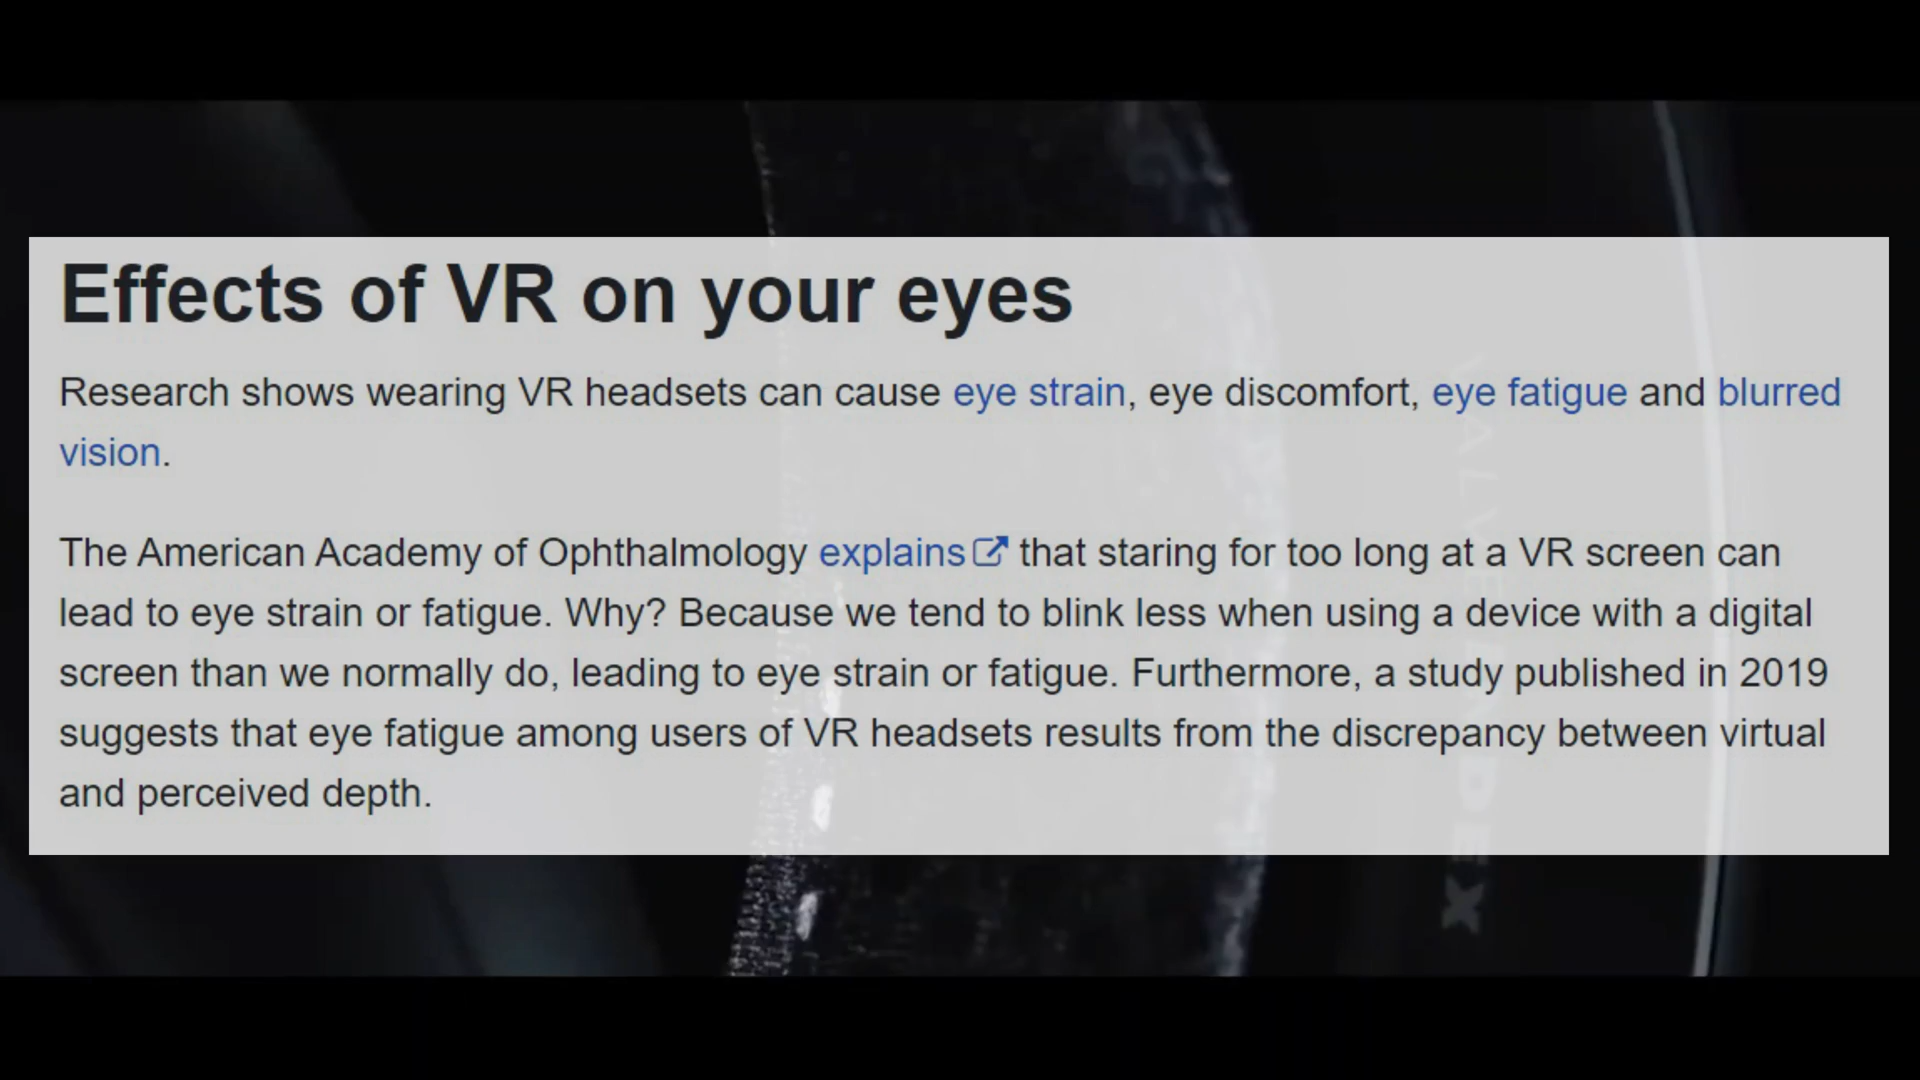 Effects of VR on your eyes
Research shows wearing VR headsets can cause eye strain, eye discomfort, eye fatigue and blurred
vision.
The American Academy of Ophthalmology explains that staring for too long at a VR screen can
lead to eye strain or fatigue. Why? Because we tend to blink less when using a device with a digital
screen than we normally do, leading to eye strain or fatigue. Furthermore, a study published in 2019
suggests that eye fatigue among users of VR headsets results from the discrepancy between virtual
and perceived depth.
VALVE INDEX